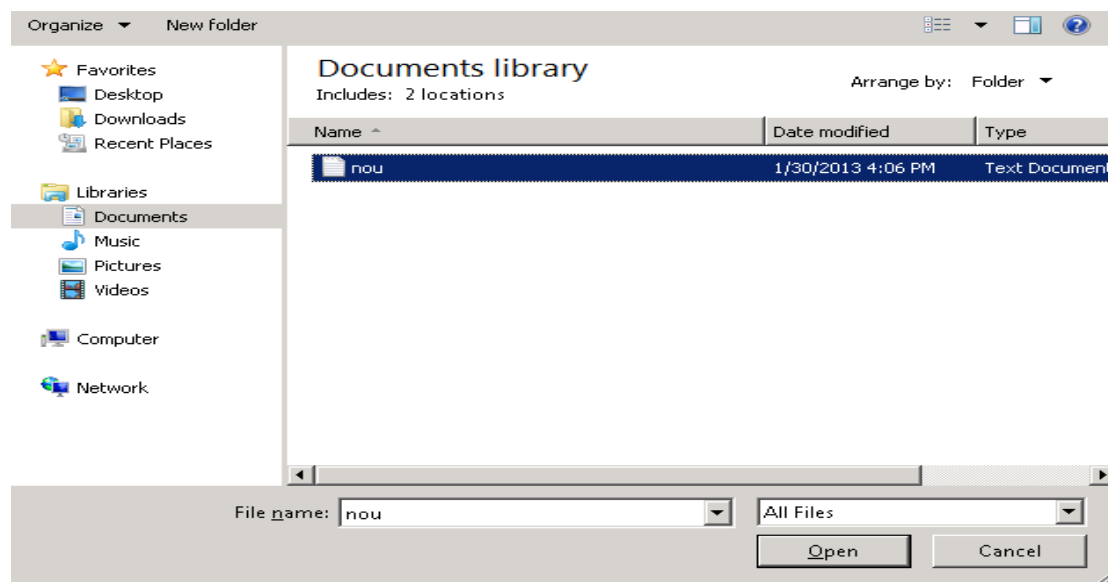 Organize New folder
Favorites
Desktop
Downloads
Recent Places
Libraries
Documents
Music
Pictures
Videos
Computer
Network
Documents library
Includes: 2 locations
Arrange by: Folder
Name Date modified Type
nou 1/30/2013 4:06 PM Text Documen
File name: nou All Files
Open Cancel